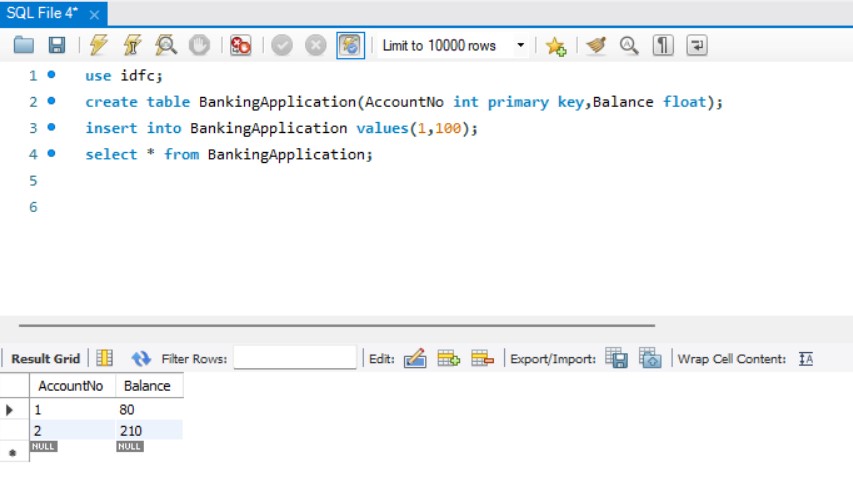 SQL File 4*
Limit to 10000 rows
1 use idfc;
2 create table BankingApplication(AccountNo int primary key,Balance float);
3 insert into BankingApplication values(1,100);
4 select * from BankingApplication;
5
6
Result Grid Filter Rows: Edit: Export/Import: Wrap Cell Content:
AccountNo Balance
1 80
2 210
NULL NULL